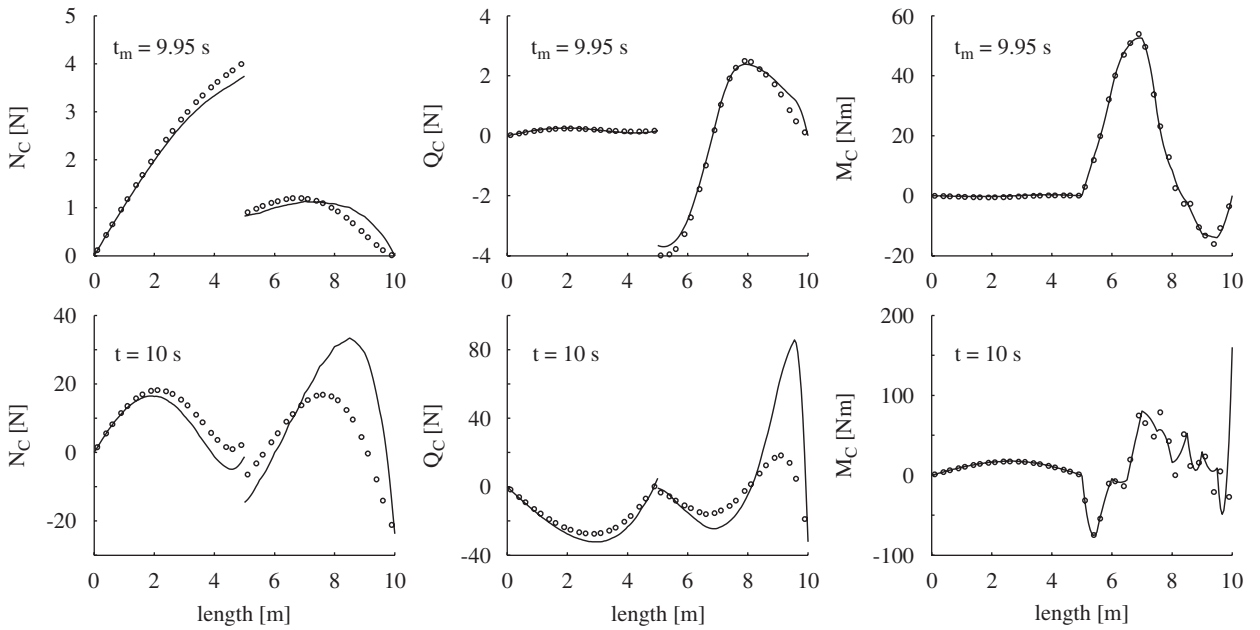 5
4
3
2
1
0
N_C [N]
t_m = 9.95 s
0 2 4 6 8 10
4
2
0
-2
-4
Q_C [N]
t_m = 9.95 s
0 2 4 6 8 10
60
40
20
0
-20
M_C [Nm]
t_m = 9.95 s
0 2 4 6 8 10
40
20
0
-20
N_C [N]
t = 10 s
0 2 4 6 8 10
length [m]
80
40
0
-40
Q_C [N]
t = 10 s
0 2 4 6 8 10
length [m]
200
100
0
-100
M_C [Nm]
t = 10 s
0 2 4 6 8 10
length [m]